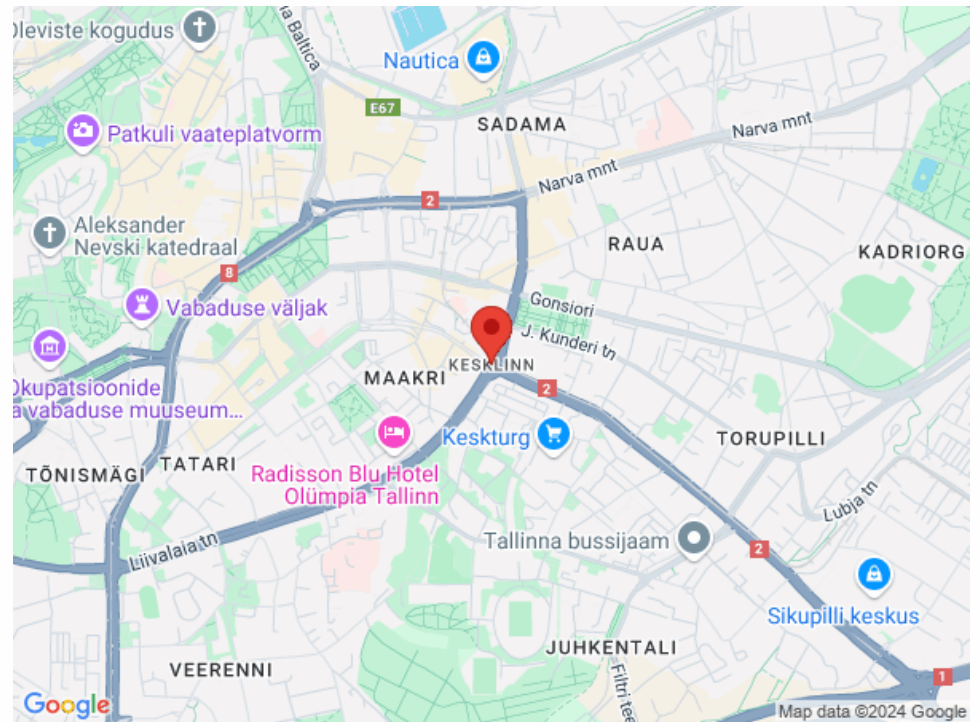 Oleviste kogudus
Baltica
Nautica
E67
SADAMA
Narva mnt
Patkuli vaateplatvorm
Narva mnt
2
Aleksander
Nevski katedraal
RAUA
KADRIORG
8
Vabaduse väljak
Gonsiori
J. Kunderi tn
KESKLINN
MAAKRI
2
Okupatsioonide
a vabaduse muuseum...
Keskturg
TORUPILLI
TÕNISMÄGI
TATARI
Radisson Blu Hotel
Olümpia Tallinn
Lubja tn
Liivalaia tn
Tallinna bussijaam
2
Sikupilli keskus
JUHKENTALI
VEERENNI
Filtri tee
1
Google
Map data ©2024 Google